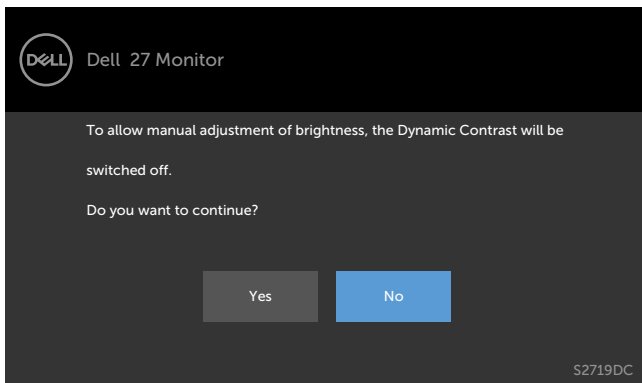 DELL Dell 27 Monitor
To allow manual adjustment of brightness, the Dynamic Contrast will be
switched off.
Do you want to continue?
Yes No
S2719DC